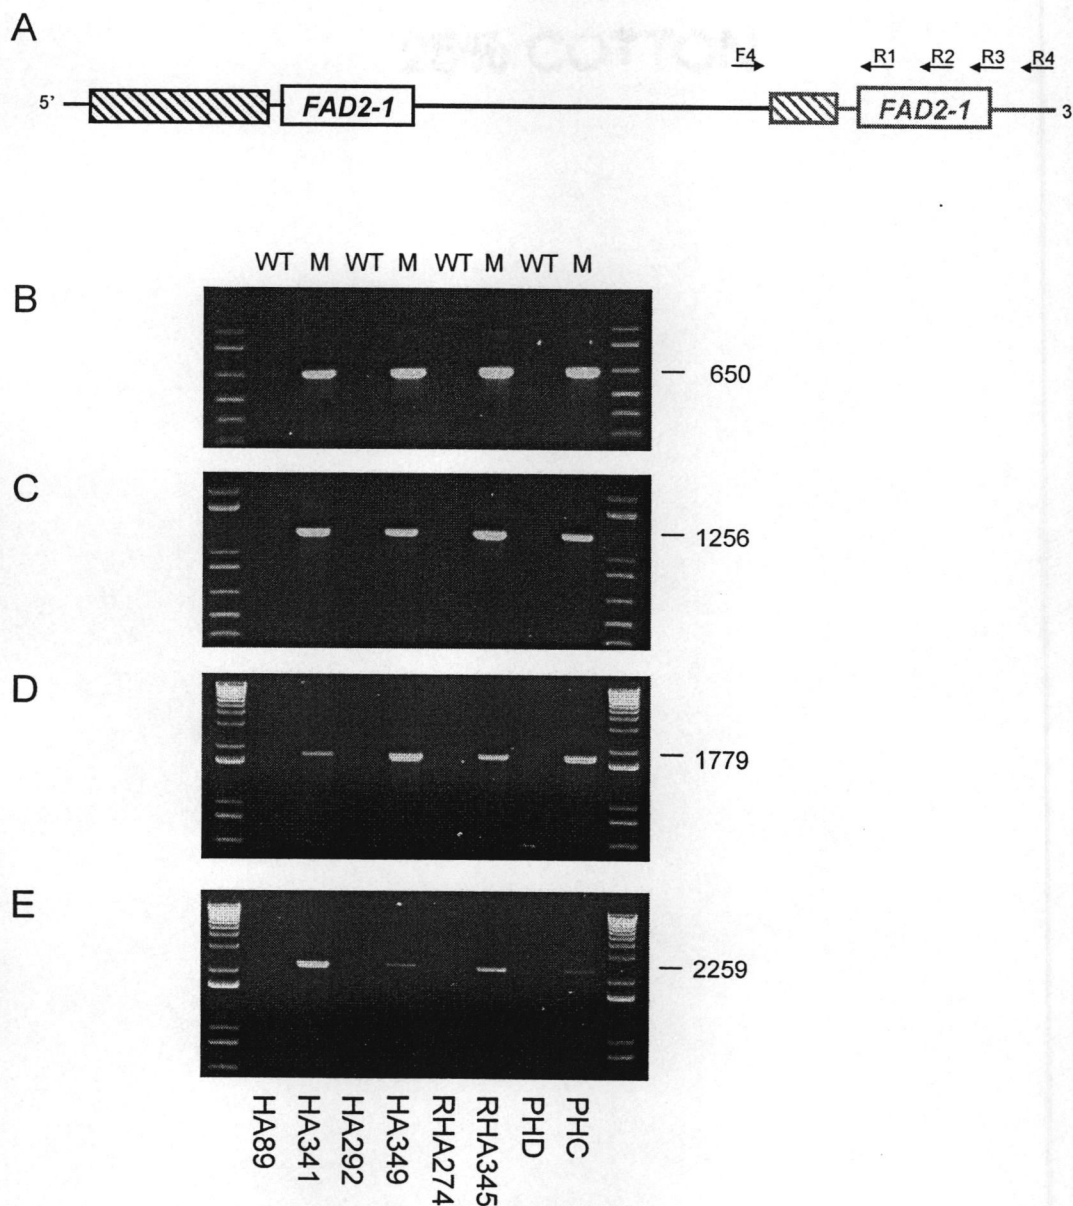 A
F4 R1 R2 R3 R4
5' FAD2-1 FAD2-1 3
WT M WT M WT M WT M
B
650
C
1256
D
1779
E
2259
HA89
HA341
HA292
HA349
RHA274
RHA345
PHD
PHC